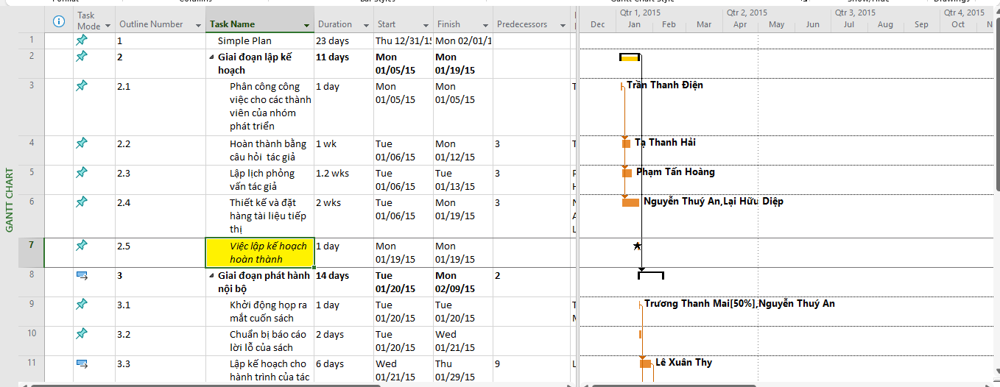 Qtr 1, 2015 Qtr 2, 2015 Qtr 3, 2015 Qtr 4, 2015
Task Mode Outline Number Task Name Duration Start Finish Predecessors
Dec Jan Feb Mar Apr May Jun Jul Aug Sep Oct
1 1 Simple Plan 23 days Thu 12/31/15 Mon 02/01/1
2 2 Giai đoạn lập kế 11 days Mon Mon
hoạch 01/05/15 01/19/15
3 2.1 Phân công công 1 day Mon Mon Trần Thanh Điện
việc cho các thành 01/05/15 01/05/15
viên của nhóm
phát triển
4 2.2 Hoàn thành bằng 1 wk Tue Mon 3 Tạ Thanh Hải
câu hỏi tác giả 01/06/15 01/12/15
5 2.3 Lập lịch phỏng 1.2 wks Tue Tue 3 Phạm Tấn Hoàng
vấn tác giả 01/06/15 01/13/15
6 2.4 Thiết kế và đặt 2 wks Tue Mon 3 Nguyễn Thuý An,Lại Hữu Diệp
hàng tài liệu tiếp 01/06/15 01/19/15
thị
7 2.5 Việc lập kế hoạch 1 day Mon Mon
hoàn thành 01/19/15 01/19/15
8 3 Giai đoạn phát hành 14 days Tue Mon 2
nội bộ 01/20/15 02/09/15
9 3.1 Khởi động họp ra 1 day Tue Tue Trương Thanh Mai[50%],Nguyễn Thuý An
mắt cuốn sách 01/20/15 01/20/15
10 3.2 Chuẩn bị báo cáo 2 days Tue Wed
lời lỗ của sách 01/20/15 01/21/15
11 3.3 Lập kế hoạch cho 6 days Wed Thu 9 Lê Xuân Thy
hành trình của tác 01/21/15 01/29/15
GANTT CHART